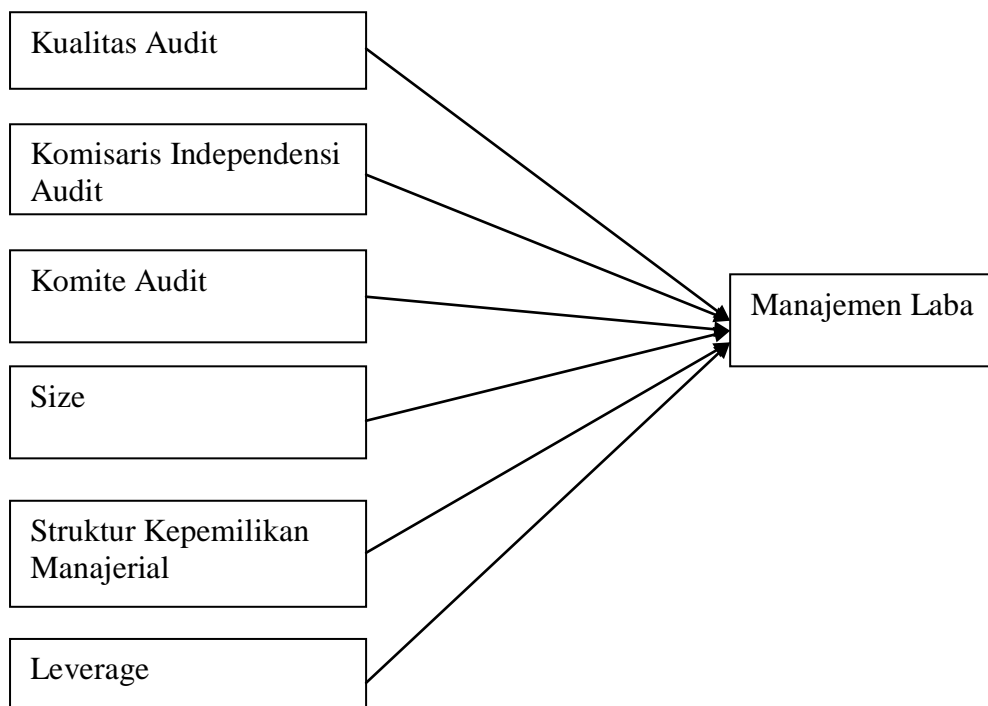 Kualitas Audit
Komisaris Independensi
Audit
Komite Audit
Manajemen Laba
Size
Struktur Kepemilikan
Manajerial
Leverage